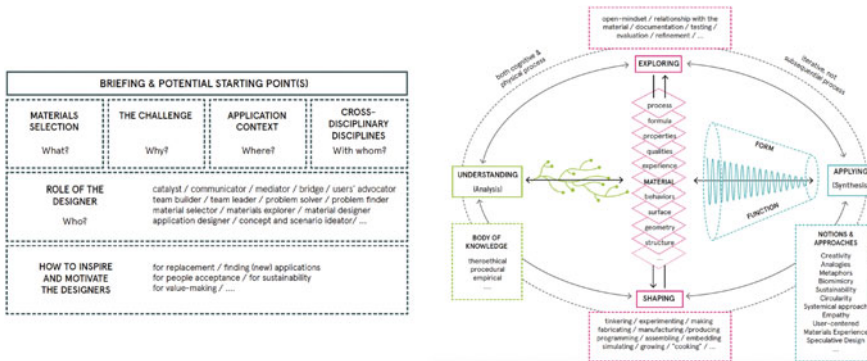 BRIEFING & POTENTIAL STARTING POINT(S)
MATERIALS
SELECTION
What?
THE CHALLENGE
Why?
APPLICATION
CONTEXT
Where?
CROSS-
DISCIPLINARY
DISCIPLINES
With whom?
ROLE OF THE
DESIGNER
Who?
catalyst / communicator / mediator / bridge / users' advocator
team builder / team leader / problem solver / problem finder
material selector / materials explorer / material designer
application designer / concept and scenario ideator/ ....
HOW TO INSPIRE
AND MOTIVATE
THE DESIGNERS
for replacement / finding (new) applications
for people acceptance / for sustainability
for value-making / ....
open-mindset / relationship with the
material / documentation / testing /
evaluation / refinement / ...
both cognitive &
physical process
EXPLORING
iterative, not
subsequential process
process
formula
properties
qualities
experience
MATERIAL
behaviors
surface
geometry
structure
...
UNDERSTANDING
(Analysis)
FORM
FUNCTION
APPLYING
(Synthesis)
BODY OF
KNOWLEDGE
theroethical
procedural
empirical
....
NOTIONS &
APPROACHES
Creativity
Analogies
Metaphors
Biomimicry
Sustainability
Circularity
Systemical approach
Empathy
User-centered
Materials Experience
Speculative Design
....
SHAPING
tinkering / experimenting / making
fabricating / manufacturing /producing
programming / assembling / embedding
simulating / growing / "cooking" / ...